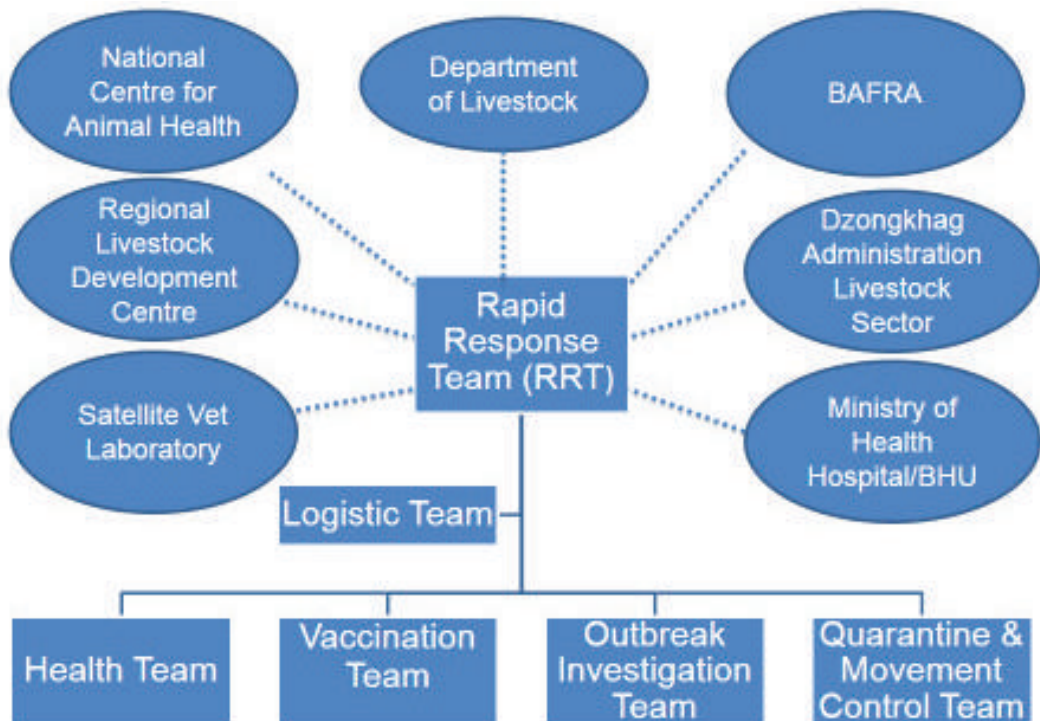 National
Centre for
Animal Health
Department
of Livestock
BAFRA
Regional
Livestock
Development
Centre
Dzongkhag
Administration
Livestock
Sector
Rapid
Response
Team (RRT)
Satellite Vet
Laboratory
Ministry of
Health
Hospital/BHU
Logistic Team
Health Team
Vaccination
Team
Outbreak
Investigation
Team
Quarantine &
Movement
Control Team